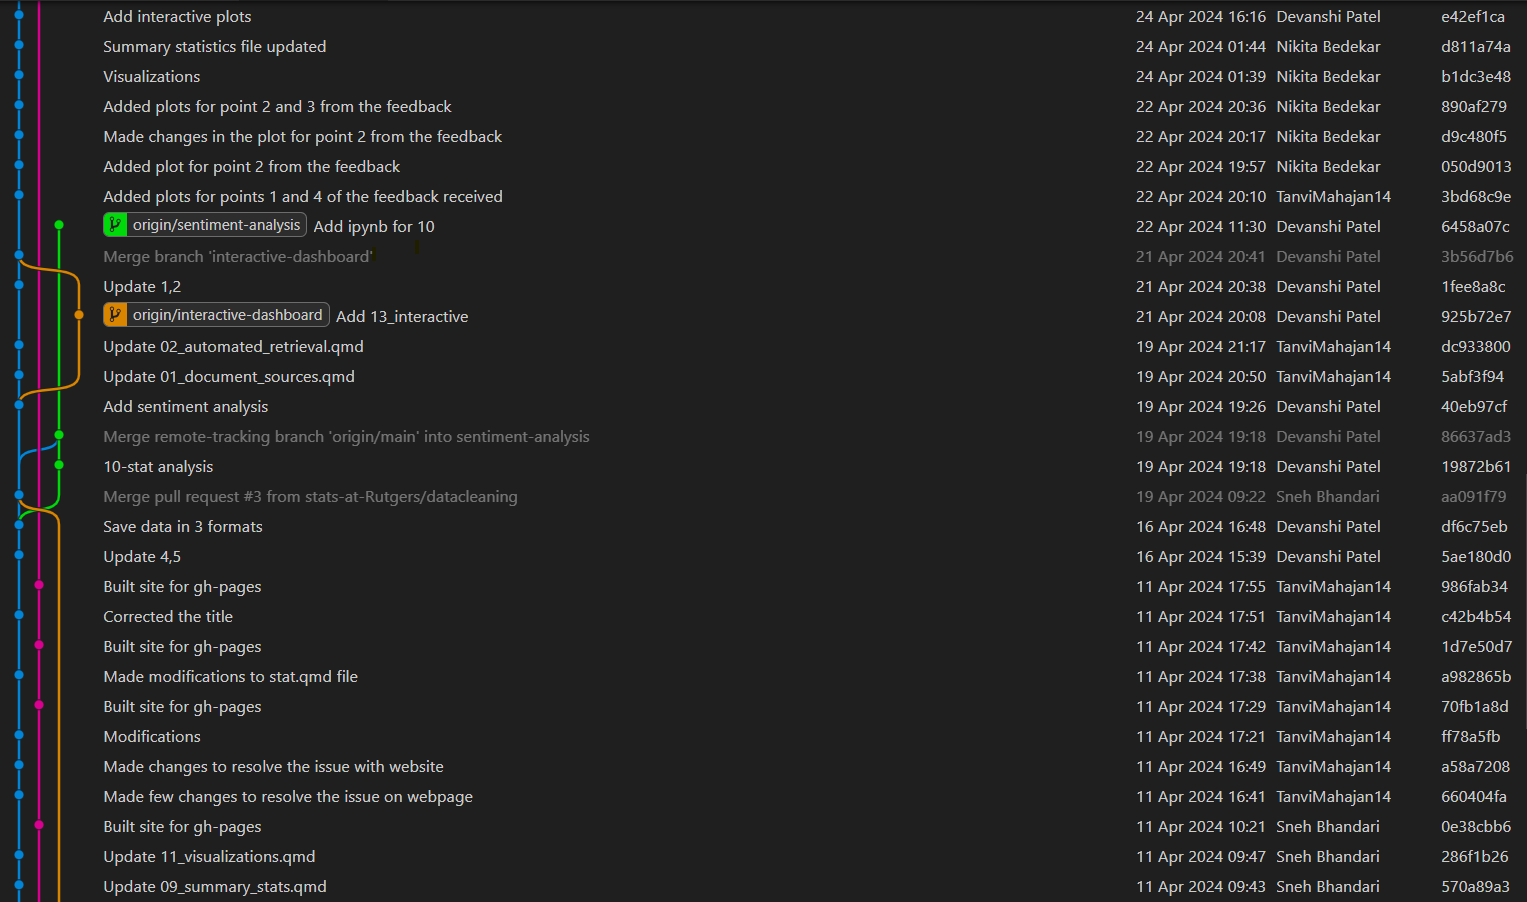 Add interactive plots 24 Apr 2024 16:16 Devanshi Patel e42ef1ca
Summary statistics file updated 24 Apr 2024 01:44 Nikita Bedekar d811a74a
Visualizations 24 Apr 2024 01:39 Nikita Bedekar b1dc3e48
Added plots for point 2 and 3 from the feedback 22 Apr 2024 20:36 Nikita Bedekar 890af279
Made changes in the plot for point 2 from the feedback 22 Apr 2024 20:17 Nikita Bedekar d9c480f5
Added plot for point 2 from the feedback 22 Apr 2024 19:57 Nikita Bedekar 050d9013
Added plots for points 1 and 4 of the feedback received 22 Apr 2024 20:10 TanviMahajan14 3bd68c9e
origin/sentiment-analysis Add ipynb for 10 22 Apr 2024 11:30 Devanshi Patel 6458a07c
Merge branch 'interactive-dashboard' 21 Apr 2024 20:41 Devanshi Patel 3b56d7b6
Update 1,2 21 Apr 2024 20:38 Devanshi Patel 1fee8a8c
origin/interactive-dashboard Add 13_interactive 21 Apr 2024 20:08 Devanshi Patel 925b72e7
Update 02_automated_retrieval.qmd 19 Apr 2024 21:17 TanviMahajan14 dc933800
Update 01_document_sources.qmd 19 Apr 2024 20:50 TanviMahajan14 5abf3f94
Add sentiment analysis 19 Apr 2024 19:26 Devanshi Patel 40eb97cf
Merge remote-tracking branch 'origin/main' into sentiment-analysis 19 Apr 2024 19:18 Devanshi Patel 86637ad3
10-stat analysis 19 Apr 2024 19:18 Devanshi Patel 19872b61
Merge pull request #3 from stats-at-Rutgers/datacleaning 19 Apr 2024 09:22 Sneh Bhandari aa091f79
Save data in 3 formats 16 Apr 2024 16:48 Devanshi Patel df6c75eb
Update 4,5 16 Apr 2024 15:39 Devanshi Patel 5ae180d0
Built site for gh-pages 11 Apr 2024 17:55 TanviMahajan14 986fab34
Corrected the title 11 Apr 2024 17:51 TanviMahajan14 c42b4b54
Built site for gh-pages 11 Apr 2024 17:42 TanviMahajan14 1d7e50d7
Made modifications to stat.qmd file 11 Apr 2024 17:38 TanviMahajan14 a982865b
Built site for gh-pages 11 Apr 2024 17:29 TanviMahajan14 70fb1a8d
Modifications 11 Apr 2024 17:21 TanviMahajan14 ff78a5fb
Made changes to resolve the issue with website 11 Apr 2024 16:49 TanviMahajan14 a58a7208
Made few changes to resolve the issue on webpage 11 Apr 2024 16:41 TanviMahajan14 660404fa
Built site for gh-pages 11 Apr 2024 10:21 Sneh Bhandari 0e38cbb6
Update 11_visualizations.qmd 11 Apr 2024 09:47 Sneh Bhandari 286f1b26
Update 09_summary_stats.qmd 11 Apr 2024 09:43 Sneh Bhandari 570a89a3